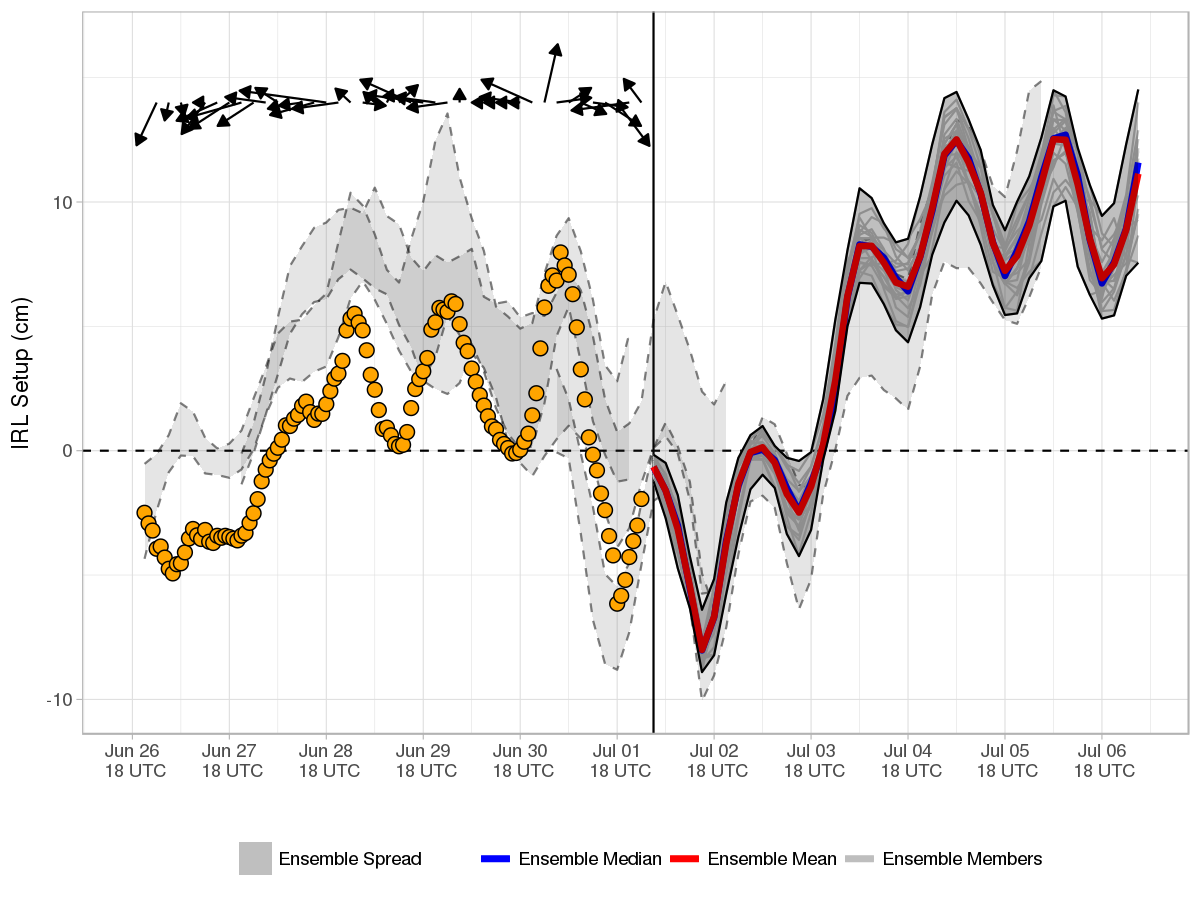 IRL Setup (cm)
10
0
-10
Jun 26 Jun 27 Jun 28 Jun 29 Jun 30 Jul 01 Jul 02 Jul 03 Jul 04 Jul 05 Jul 06
18 UTC 18 UTC 18 UTC 18 UTC 18 UTC 18 UTC 18 UTC 18 UTC 18 UTC 18 UTC 18 UTC
Ensemble Spread Ensemble Median Ensemble Mean Ensemble Members